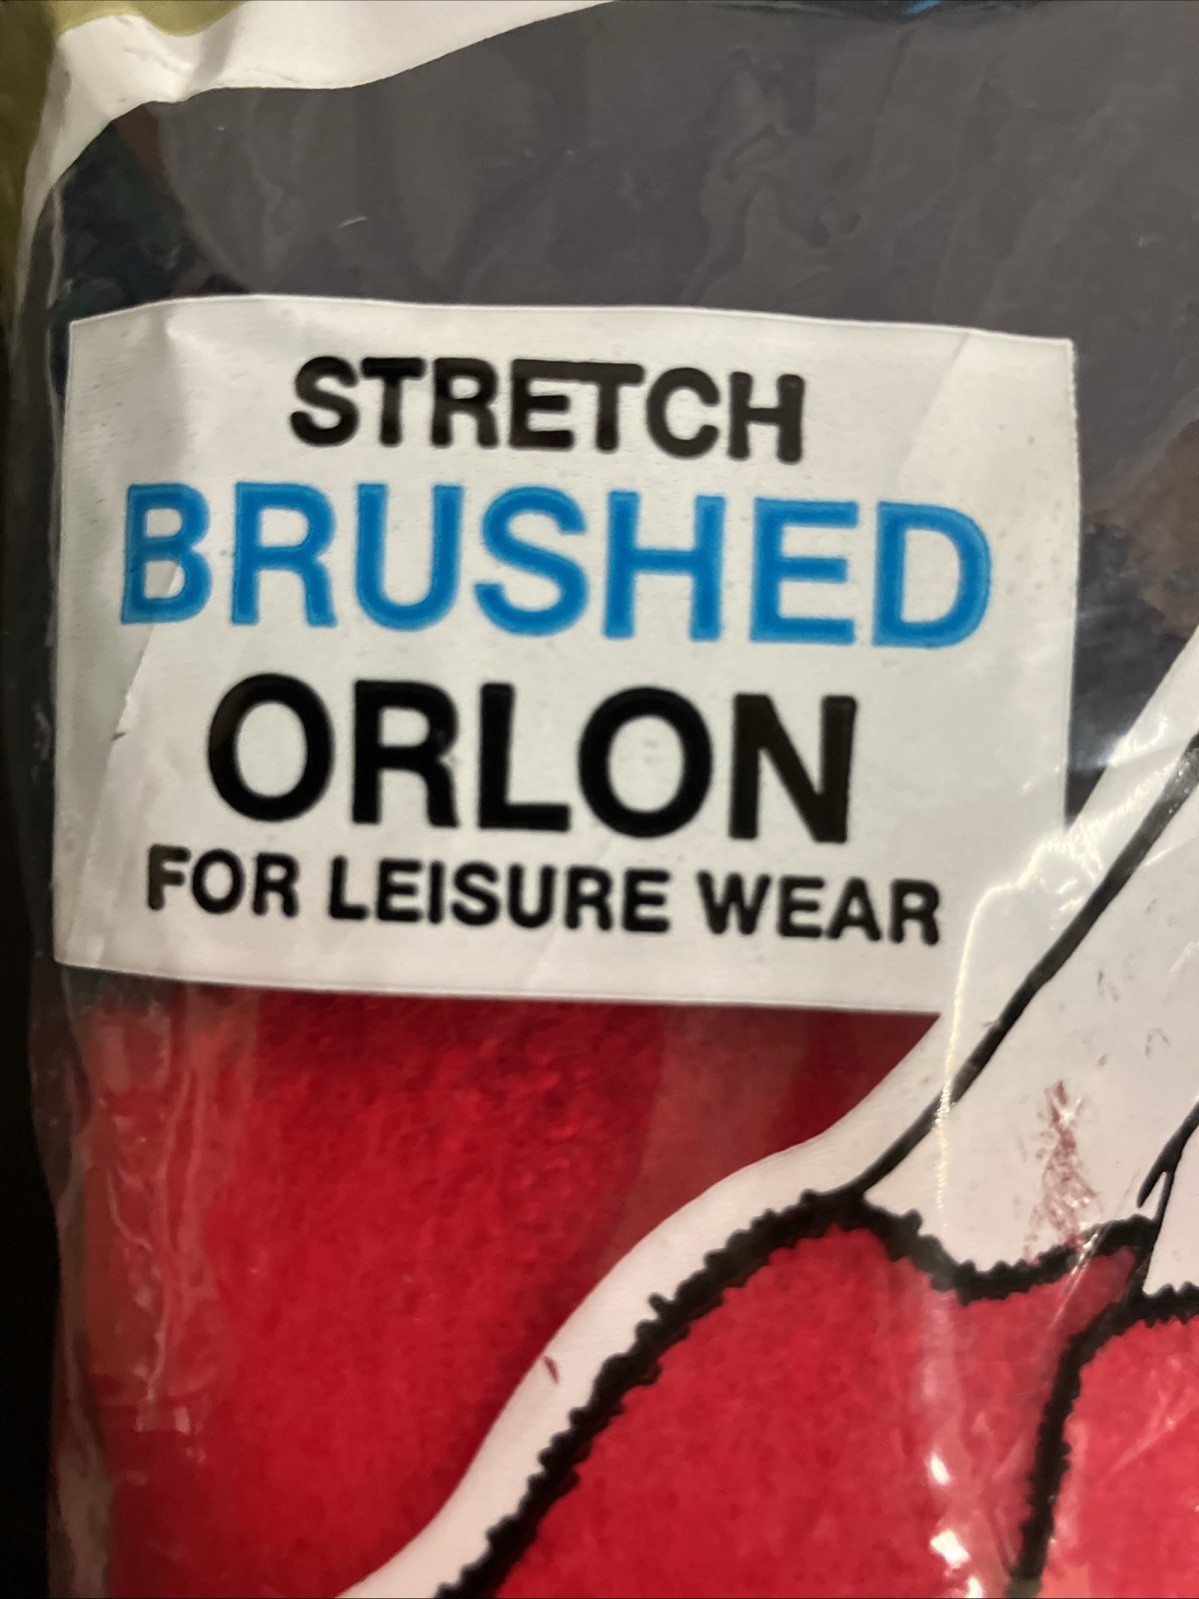 STRETCH
BRUSHED
ORLON
FOR LEISURE WEAR